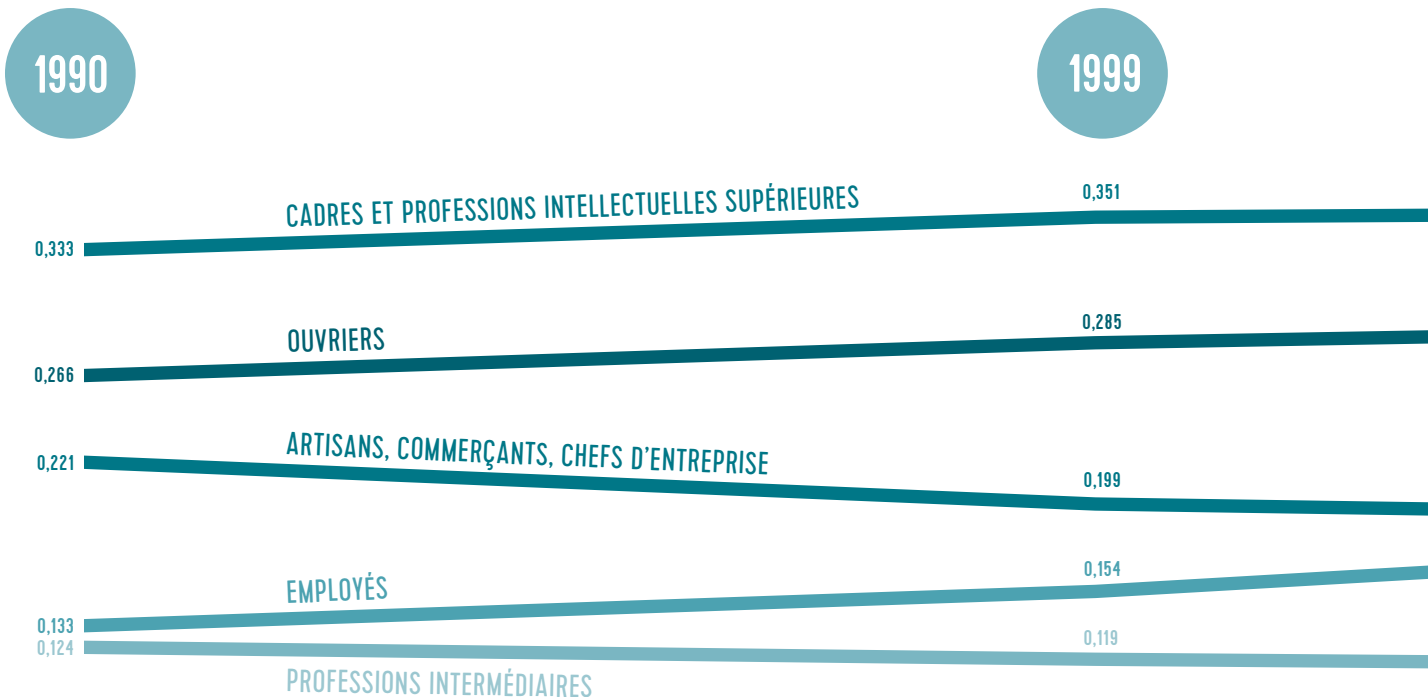 1990
1999
CADRES ET PROFESSIONS INTELLECTUELLES SUPÉRIEURES
0,351
0,333
OUVRIERS
0,285
0,266
ARTISANS, COMMERÇANTS, CHEFS D'ENTREPRISE
0,221
0,199
EMPLOYÉS
0,154
0,133
0,124
0,119
PROFESSIONS INTERMÉDIAIRES